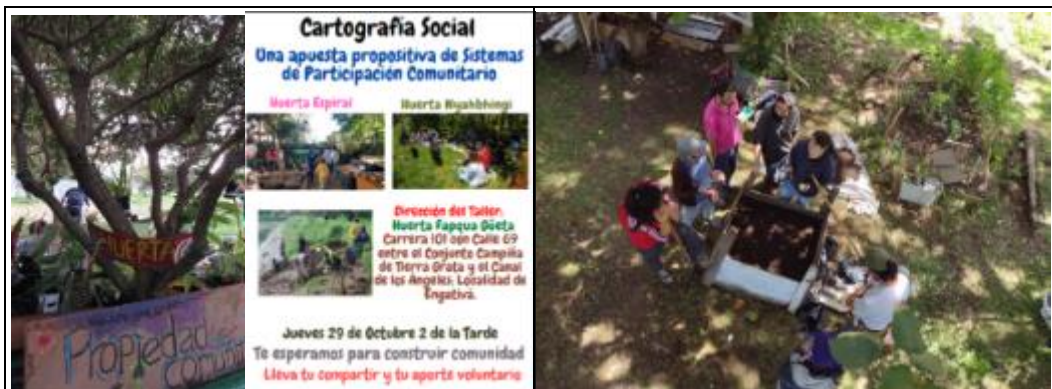 HUERTA
Propiedad
Cartografía Social
Una apuesta propositiva de Sistemas
de Participación Comunitario
Huerta Espiral
Huerta Nyahbhingi
Dirección del Taller:
Huerta Fapqua Güeta
Carrera 101 con Calle 69
entre el Conjunto Campiña
de Tierra Grata y el Canal
de los Angeles. Localidad de
Engativa.
Jueves 29 de Octubre 2 de la Tarde
Te esperamos para construir comunidad
Lleva tu compartir y tu aporte voluntario